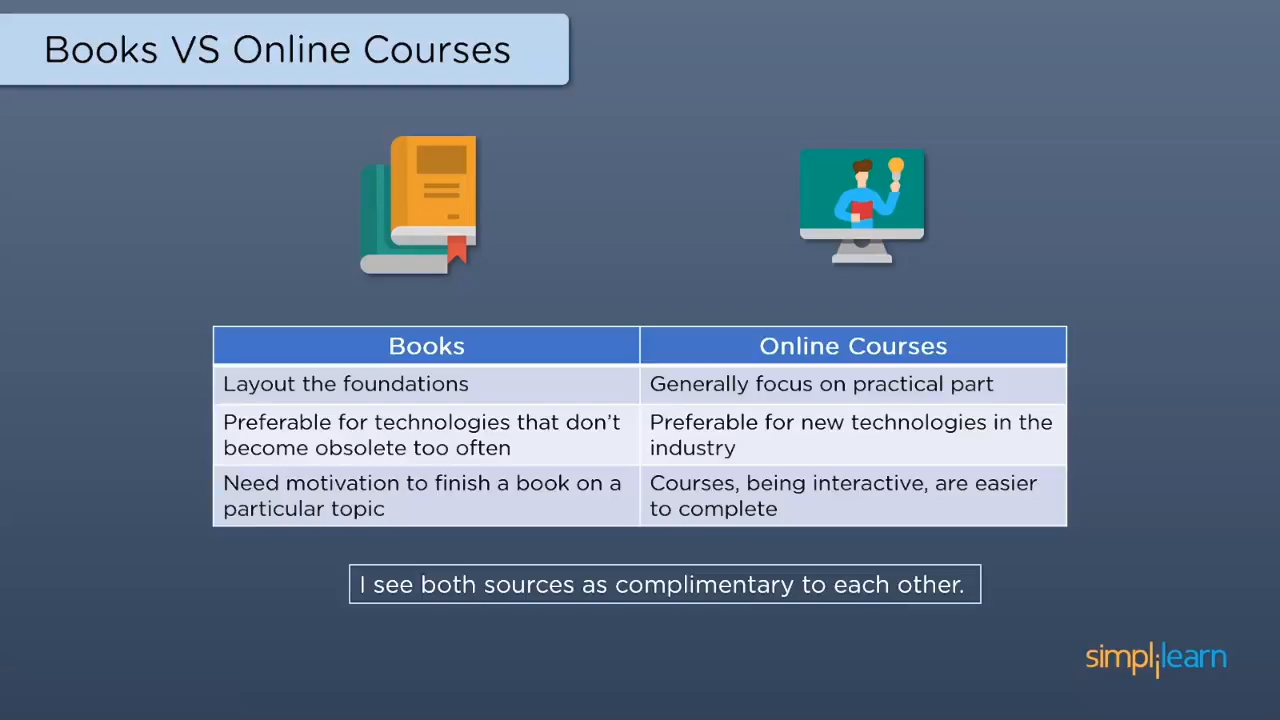 Books VS Online Courses
Books
Online Courses
Layout the foundations
Generally focus on practical part
Preferable for technologies that don't
become obsolete too often
Preferable for new technologies in the
industry
Need motivation to finish a book on a
particular topic
Courses, being interactive, are easier
to complete
I see both sources as complimentary to each other.
simplilearn